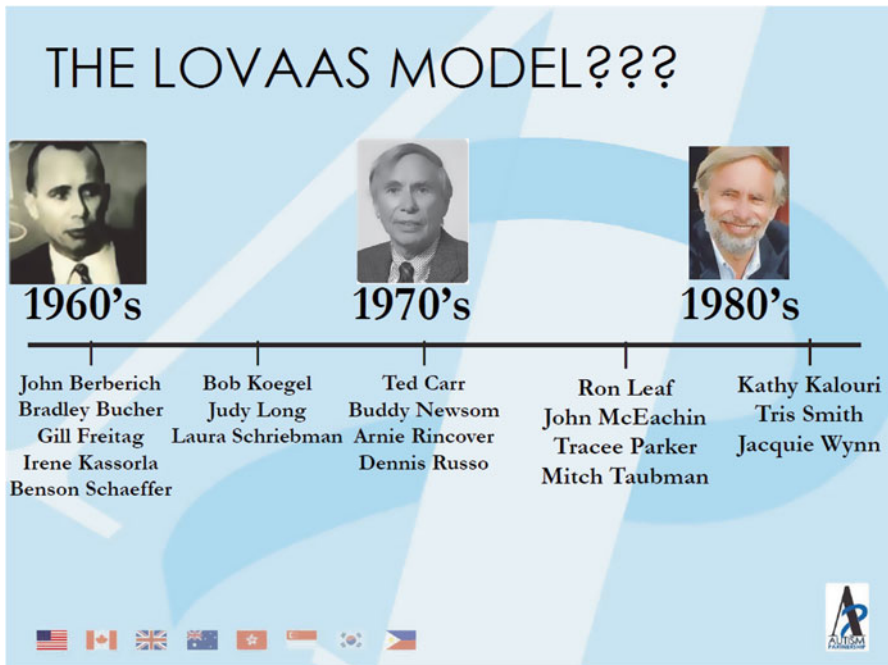 THE LOVAAS MODEL???
1960's
1970's
1980's
John Berberich
Bradley Bucher
Gill Freitag
Irene Kassorla
Benson Schaeffer
Bob Koegel
Judy Long
Laura Schriebman
Ted Carr
Buddy Newsom
Arnie Rincover
Dennis Russo
Ron Leaf
John McEachin
Tracee Parker
Mitch Taubman
Kathy Kalouri
Tris Smith
Jacquie Wynn
AUTISM
PARTNERSHIP